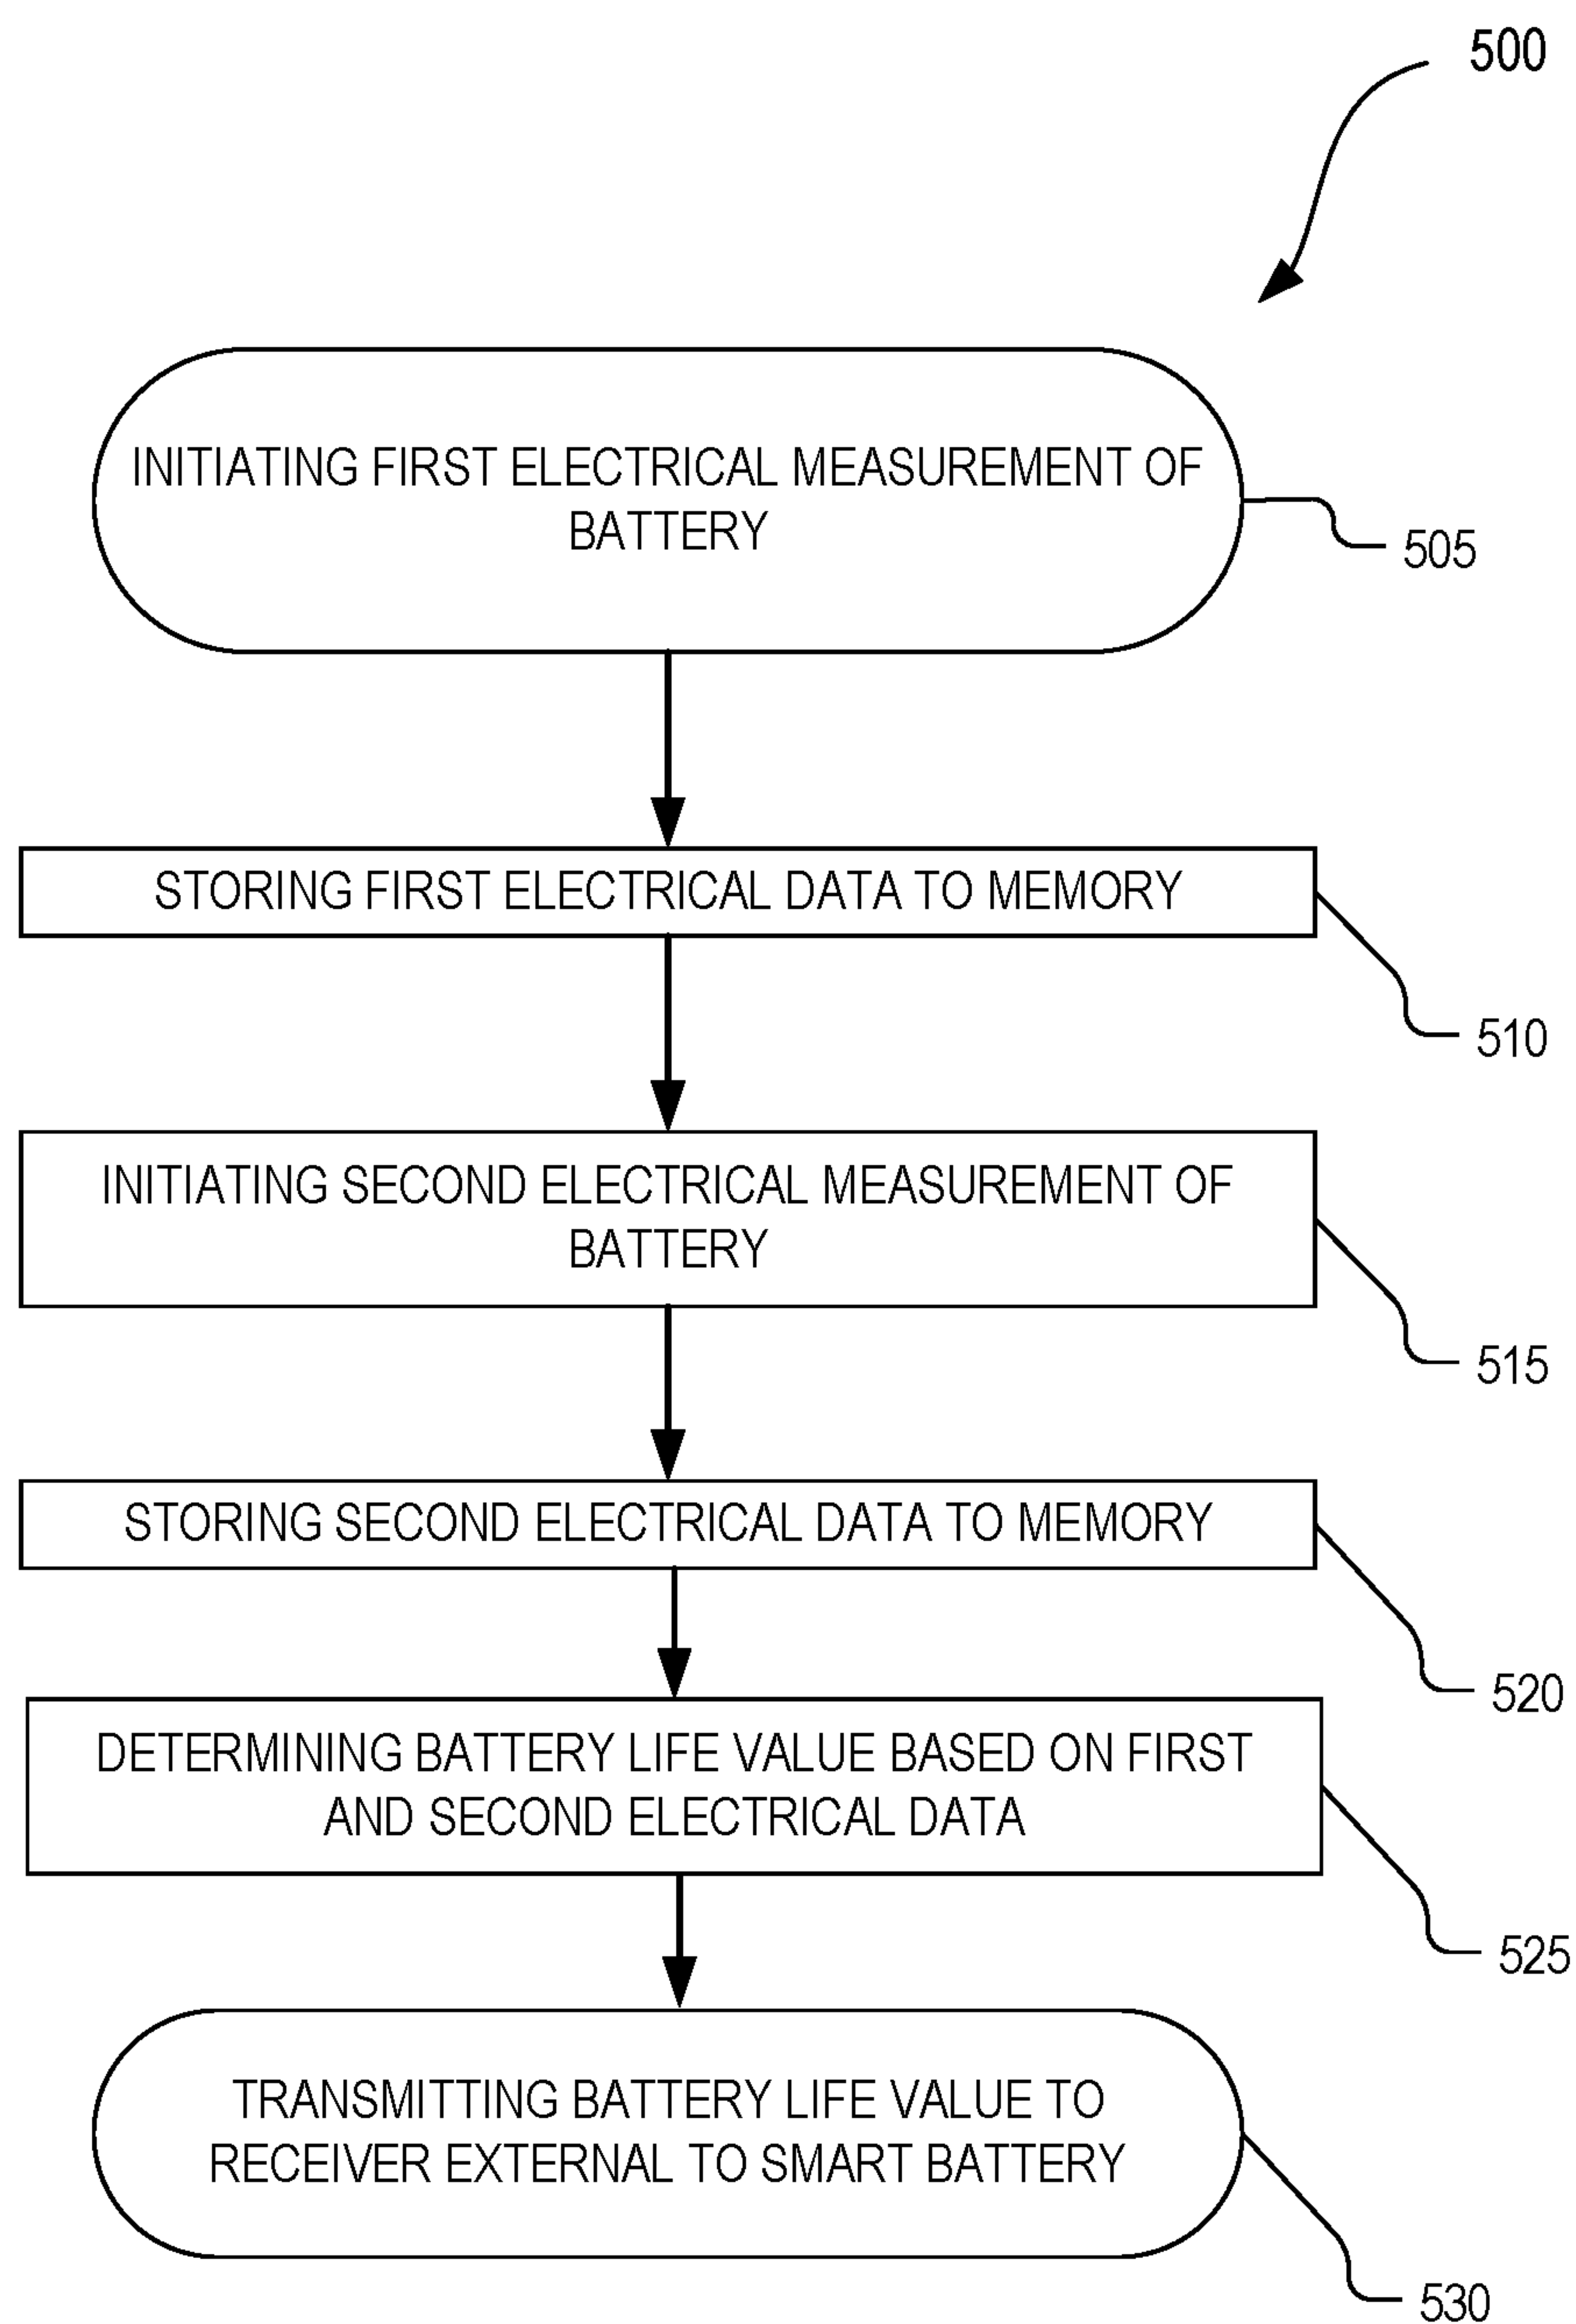 500
INITIATING FIRST ELECTRICAL MEASUREMENT OF
BATTERY
505
STORING FIRST ELECTRICAL DATA TO MEMORY
510
INITIATING SECOND ELECTRICAL MEASUREMENT OF
BATTERY
515
STORING SECOND ELECTRICAL DATA TO MEMORY
520
DETERMINING BATTERY LIFE VALUE BASED ON FIRST
AND SECOND ELECTRICAL DATA
525
TRANSMITTING BATTERY LIFE VALUE TO
RECEIVER EXTERNAL TO SMART BATTERY
530